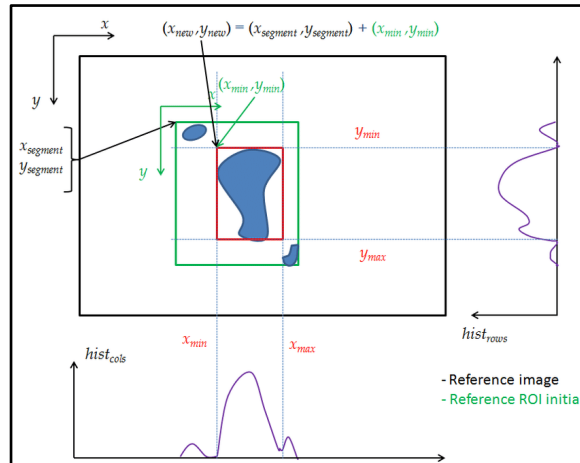 x
(x_new, y_new) = (x_segment, y_segment) + (x_min, y_min)
y
x
(x_min, y_min)
x_segment
y_segment
y
y_min
y_max
x_min
x_max
hist_rows
hist_cols
- Reference image
- Reference ROI initia